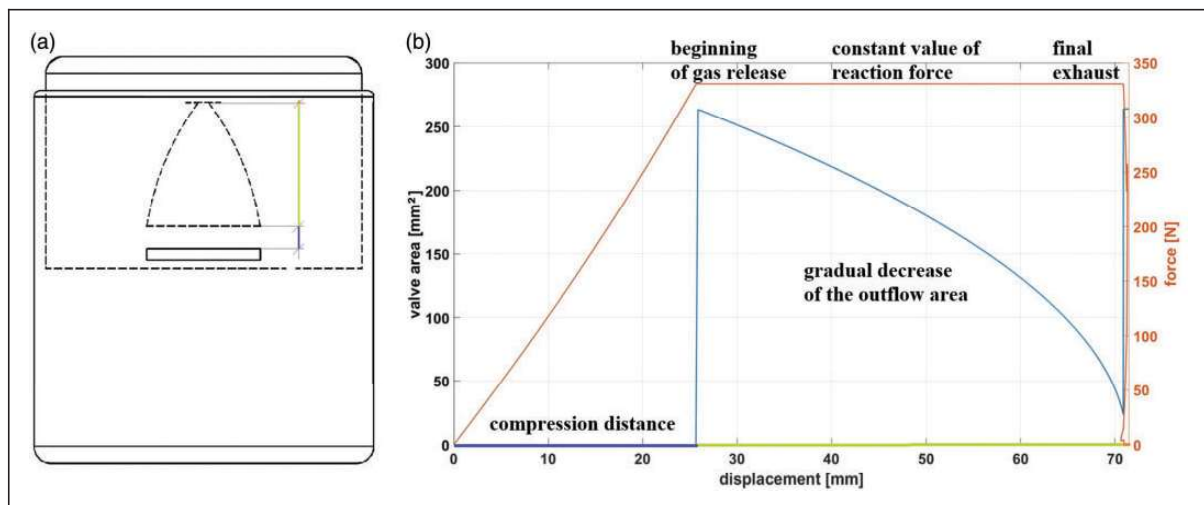 (a)
(b)
beginning
of gas release
constant value of
reaction force
final
exhaust
300
250
200
150
100
50
0
valve area [mm²]
350
300
250
200
150
100
50
0
force [N]
gradual decrease
of the outflow area
compression distance
0
10
20
30
40
50
60
70
displacement [mm]